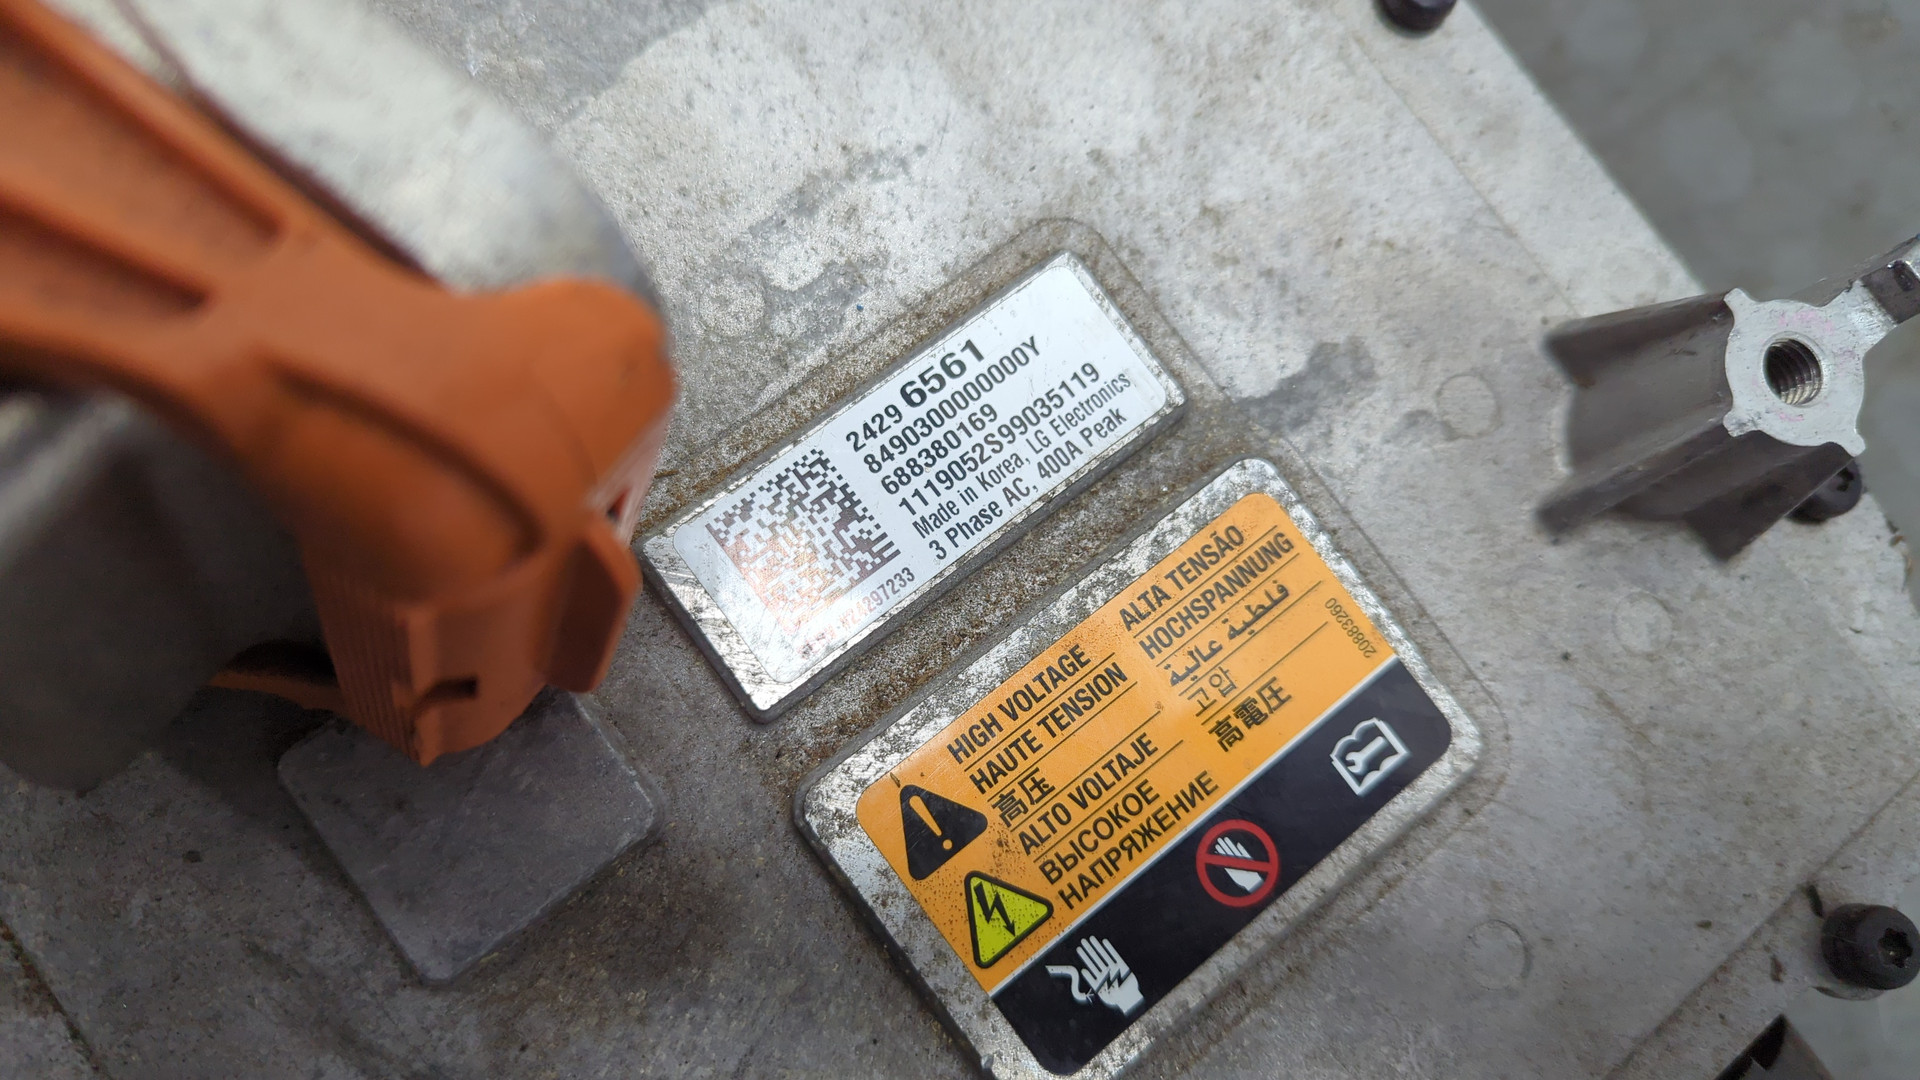 2429 6561
84903000000000Y
688380169
1119052S99035119
Made in Korea, LG Electronics
3 Phase AC, 400A Peak
HIGH VOLTAGE
HAUTE TENSION
高压
ALTO VOLTAJE
ВЫСОКОЕ
НАПРЯЖЕНИЕ
ALTA TENSÃO
HOCHSPANNUNG
فلطية عالية
고압
高電圧
20883260